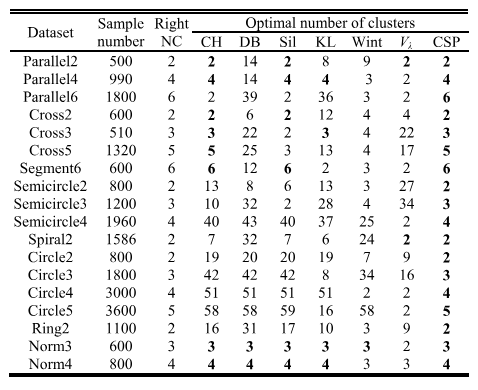 Dataset Sample number Right NC Optimal number of clusters
CH DB Sil KL Wint Vλ CSP
Parallel2 500 2 2 14 2 8 9 2 2
Parallel4 990 4 4 14 4 4 3 2 4
Parallel6 1800 6 2 39 2 36 3 2 6
Cross2 600 2 2 6 2 12 4 4 2
Cross3 510 3 3 22 2 3 4 22 3
Cross5 1320 5 5 25 3 13 4 17 5
Segment6 600 6 6 12 6 2 3 2 6
Semicircle2 800 2 13 8 6 13 3 27 2
Semicircle3 1200 3 10 32 2 28 4 34 3
Semicircle4 1960 4 40 43 40 37 25 2 4
Spiral2 1586 2 7 32 7 6 24 2 2
Circle2 800 2 19 20 20 19 7 9 2
Circle3 1800 3 42 42 42 8 34 16 3
Circle4 3000 4 51 51 51 51 2 2 4
Circle5 3600 5 58 58 59 16 58 2 5
Ring2 1100 2 16 31 17 10 3 9 2
Norm3 600 3 3 3 3 3 3 2 3
Norm4 800 4 4 4 4 4 3 3 4